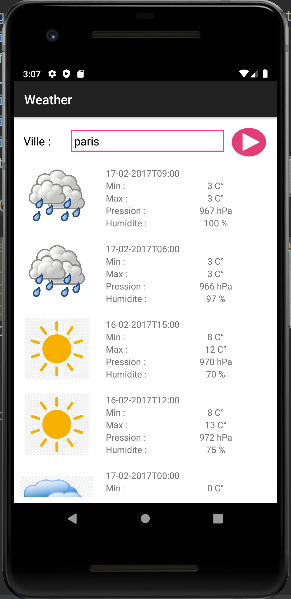 3:07
Weather
Ville : paris
17-02-2017T09:00
Min : 3 C°
Max : 3 C°
Pression : 967 hPa
Humidite : 100 %
17-02-2017T06:00
Min : 3 C°
Max : 3 C°
Pression : 966 hPa
Humidite : 97 %
16-02-2017T15:00
Min : 8 C°
Max : 12 C°
Pression : 970 hPa
Humidite : 70 %
16-02-2017T12:00
Min : 8 C°
Max : 13 C°
Pression : 972 hPa
Humidite : 75 %
17-02-2017T00:00
Min : 0 C°